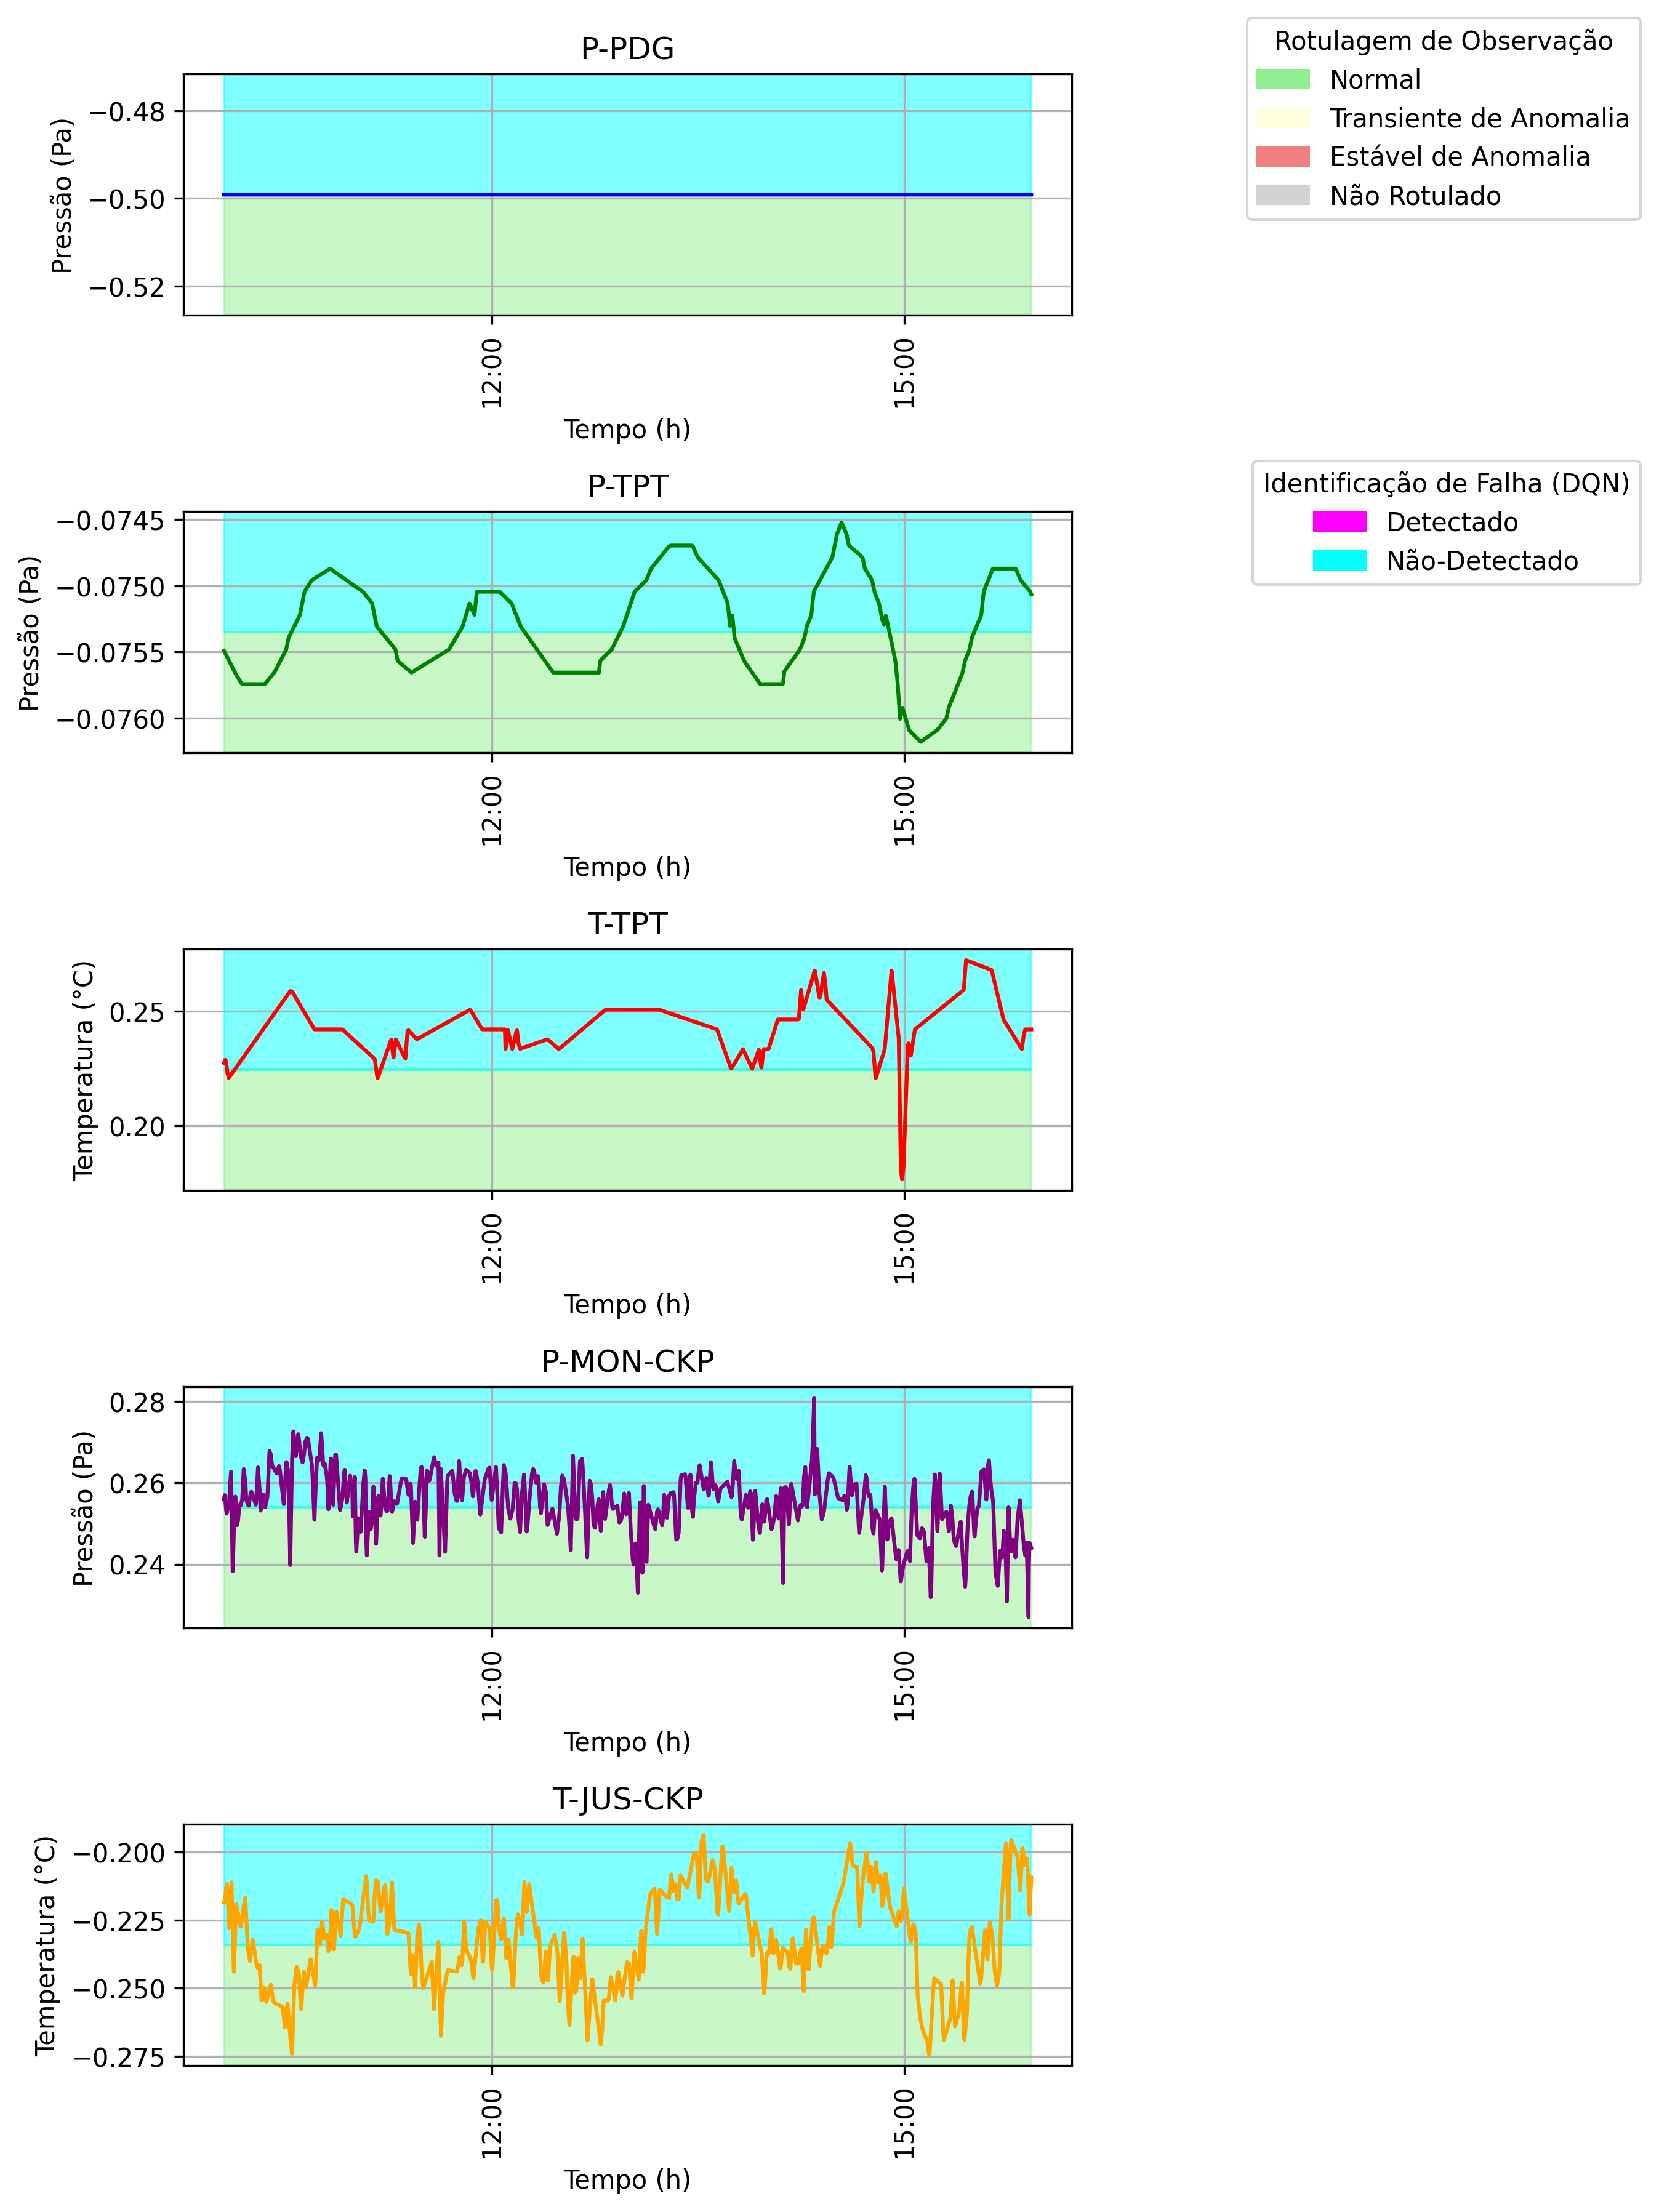 P-PDG
Pressão (Pa)
−0.48
−0.50
−0.52
12:00
15:00
Tempo (h)
Rotulagem de Observação
Normal
Transiente de Anomalia
Estável de Anomalia
Não Rotulado
P-TPT
Pressão (Pa)
−0.0745
−0.0750
−0.0755
−0.0760
12:00
15:00
Tempo (h)
Identificação de Falha (DQN)
Detectado
Não-Detectado
T-TPT
Temperatura (°C)
0.25
0.20
12:00
15:00
Tempo (h)
P-MON-CKP
Pressão (Pa)
0.28
0.26
0.24
12:00
15:00
Tempo (h)
T-JUS-CKP
Temperatura (°C)
−0.200
−0.225
−0.250
−0.275
12:00
15:00
Tempo (h)